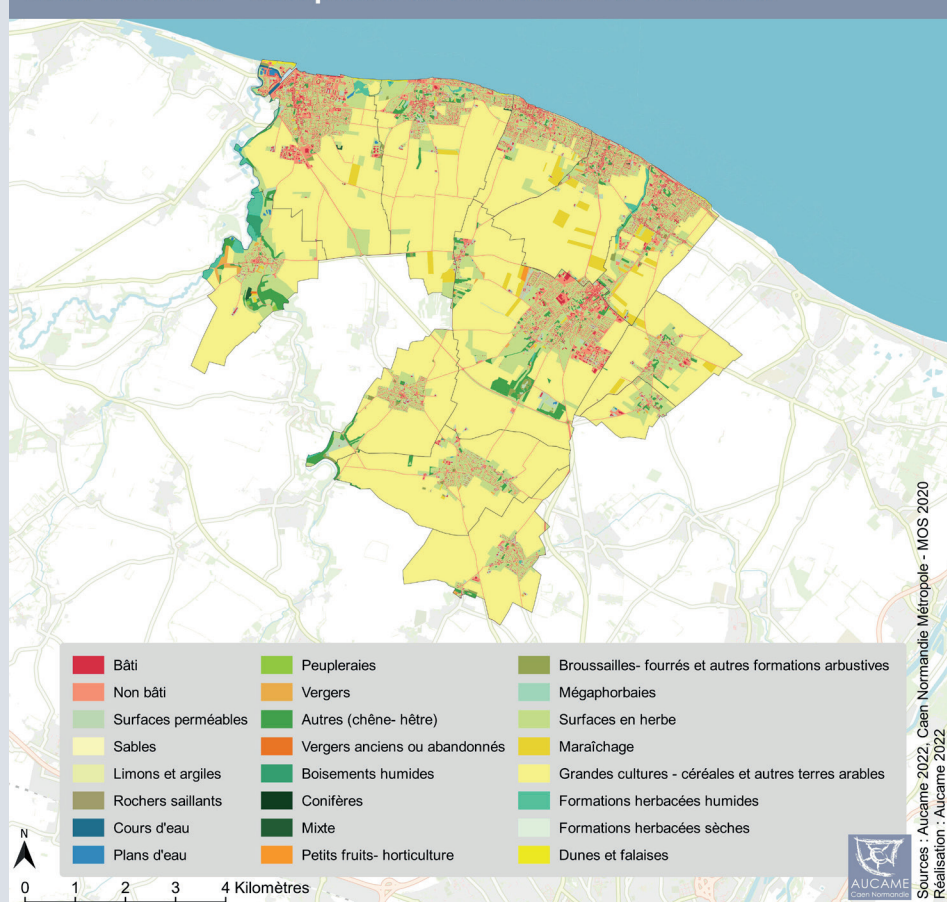 Bâti
Non bâti
Surfaces perméables
Sables
Limons et argiles
Rochers saillants
Cours d'eau
Plans d'eau
Peupleraies
Vergers
Autres (chêne- hêtre)
Vergers anciens ou abandonnés
Boisements humides
Conifères
Mixte
Petits fruits- horticulture
Broussailles- fourrés et autres formations arbustives
Mégaphorbaies
Surfaces en herbe
Maraîchage
Grandes cultures - céréales et autres terres arables
Formations herbacées humides
Formations herbacées sèches
Dunes et falaises
N
0 1 2 3 4 Kilomètres
AUCAME
Caen Normandie
Sources : Aucame 2022, Caen Normandie Métropole - MOS 2020
Réalisation : Aucame 2022